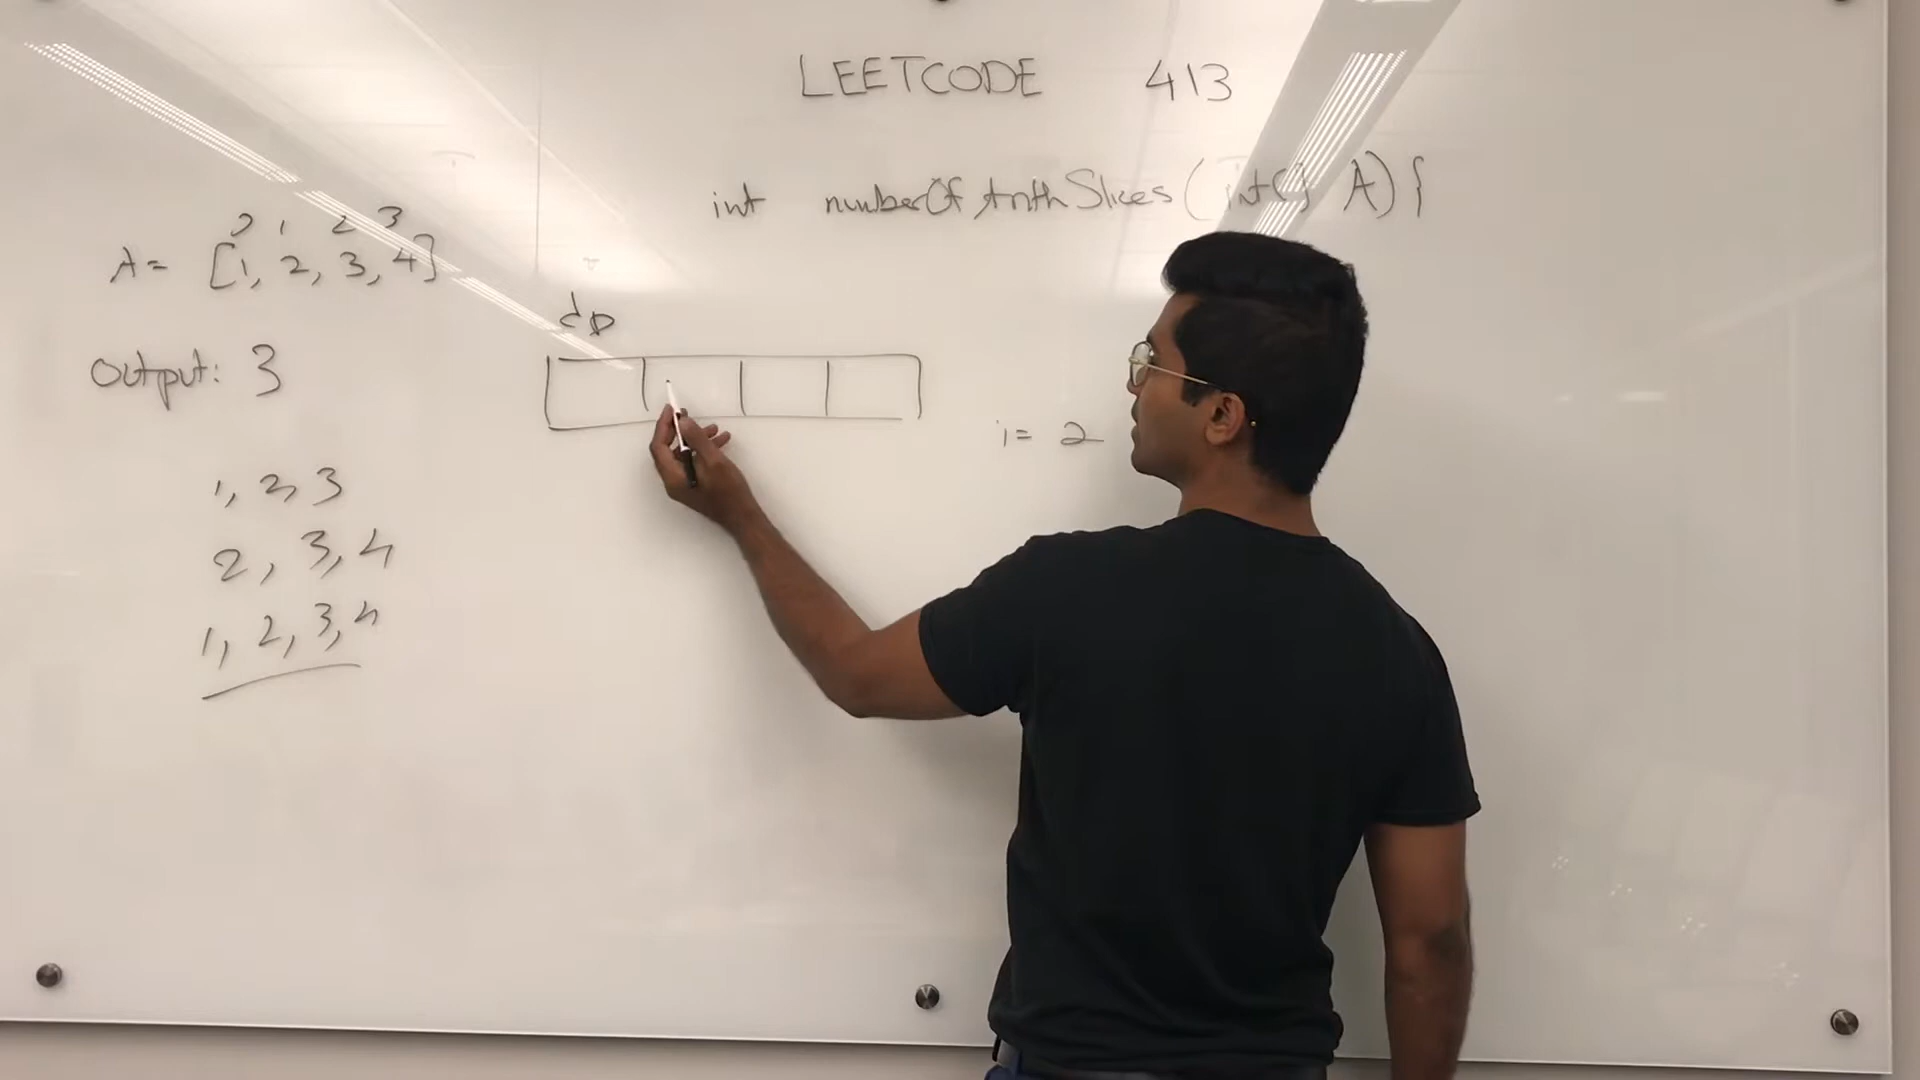 LEETCODE 413
int numberOf ArithSlices (int[] A) {
0 1 2 3
A = [1, 2, 3, 4]
dp
Output: 3
i = 2
1, 2, 3
2, 3, 4
1, 2, 3, 4